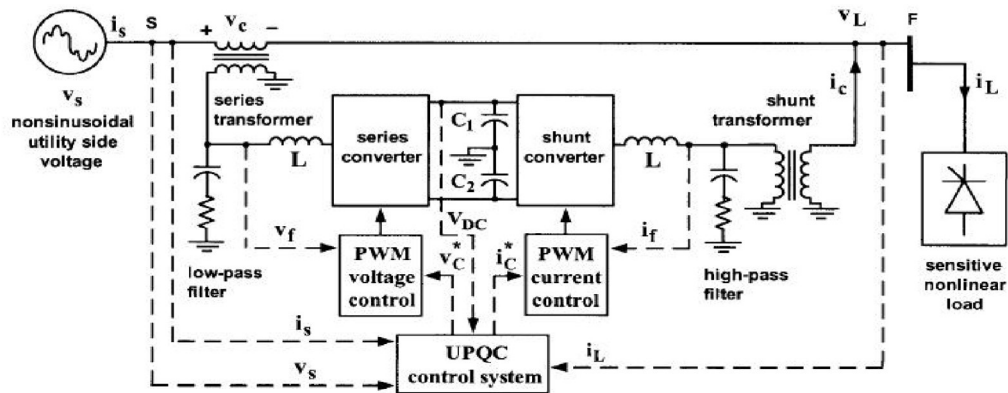 i_s
S
+ v_c −
v_L
F
v_s
nonsinusoidal
utility side
voltage
series
transformer
L
series
converter
C_1
C_2
shunt
converter
L
shunt
transformer
i_c
i_L
V_DC
v_f
v_C^*
i_C^*
i_f
low-pass
filter
PWM
voltage
control
PWM
current
control
high-pass
filter
sensitive
nonlinear
load
i_s
v_s
UPQC
control system
i_L